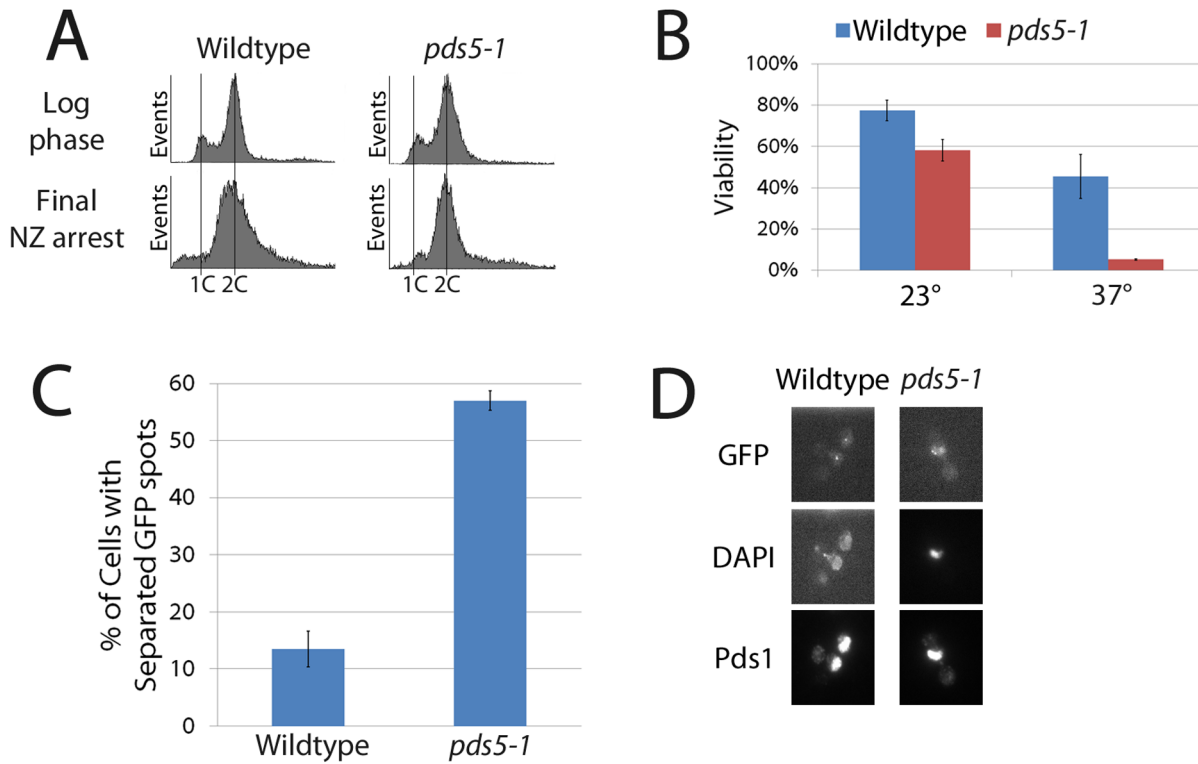 A
Wildtype
pds5-1
Log
phase
Events
Events
Final
NZ arrest
Events
Events
1C 2C
1C 2C
B
Wildtype
pds5-1
Viability
100%
80%
60%
40%
20%
0%
23°
37°
C
% of Cells with
Separated GFP spots
60
50
40
30
20
10
0
Wildtype
pds5-1
D
Wildtype pds5-1
GFP
DAPI
Pds1